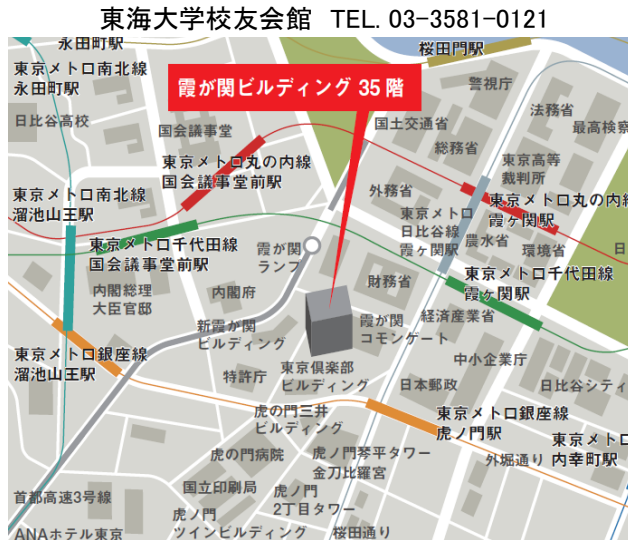 東海大学校友会館 TEL. 03-3581-0121
永田町駅
桜田門駅
東京メトロ南北線
永田町駅
霞が関ビルディング 35 階
警視庁
法務省
日比谷高校
国会議事堂
国土交通省
最高検察
総務省
東京メトロ丸の内線
国会議事堂前駅
東京高等
裁判所
外務省
東京メトロ南北線
溜池山王駅
東京メトロ丸の内線
霞ヶ関駅
東京メトロ
日比谷線
霞ヶ関駅
農水省
環境省
日
東京メトロ千代田線
国会議事堂前駅
霞が関
ランプ
財務省
東京メトロ千代田線
霞ヶ関駅
内閣総理
大臣官邸
内閣府
新霞が関
ビルディング
霞が関
コモンゲート
経済産業省
東京メトロ銀座線
溜池山王駅
中小企業庁
特許庁
東京倶楽部
ビルディング
日本郵政
日比谷シティ
虎の門三井
ビルディング
東京メトロ銀座線
虎ノ門駅
東京メトロ
内幸町駅
虎の門病院
虎ノ門琴平タワー
金刀比羅宮
外堀通り
首都高速3号線
国立印刷局
虎ノ門
2丁目タワー
虎ノ門
ツインビルディング
桜田通り
ANAホテル東京